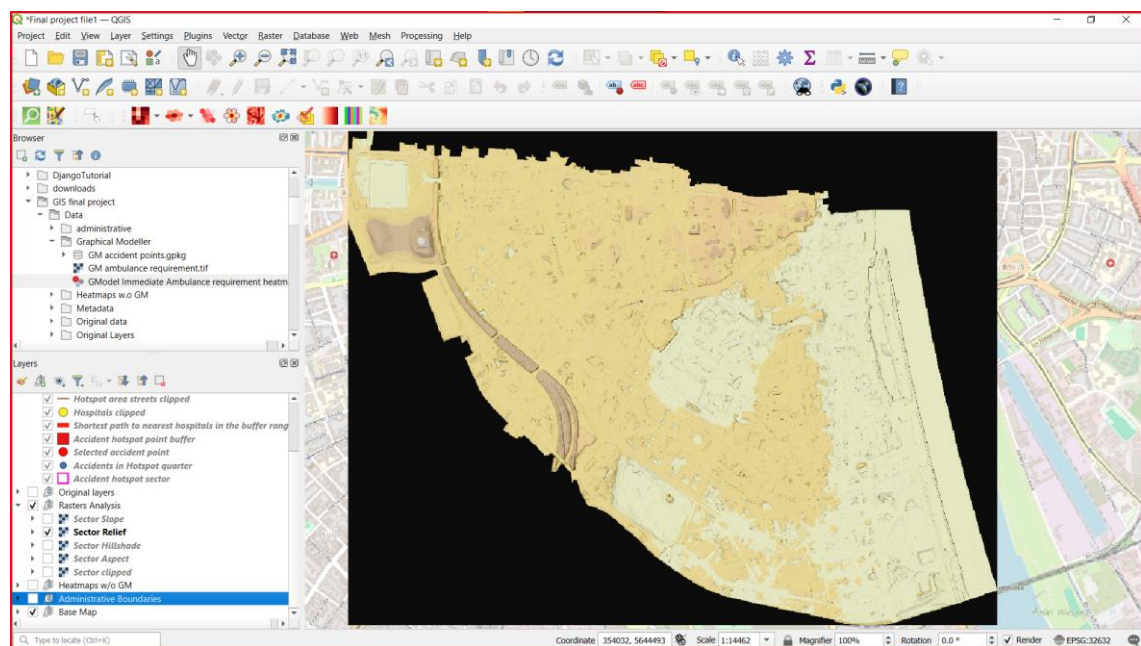 *Final project file1 — QGIS
Project Edit View Layer Settings Plugins Vector Raster Database Web Mesh Processing Help
Browser
DjangoTutorial
downloads
GIS final project
Data
administrative
Graphical Modeller
GM accident points.gpkg
GM ambulance requirement.tif
GModel Immediate Ambulance requirement heatm
Heatmaps w.o GM
Metadata
Original data
Original Layers
Layers
Hotspot area streets clipped
Hospitals clipped
Shortest path to nearest hospitals in the buffer rang
Accident hotspot point buffer
Selected accident point
Accidents in Hotspot quarter
Accident hotspot sector
Original layers
Rasters Analysis
Sector Slope
Sector Relief
Sector Hillshade
Sector Aspect
Sector clipped
Heatmaps w/o GM
Administrative Boundaries
Base Map
Type to locate (Ctrl+K)
Coordinate 354032, 5644493 Scale 1:14462 Magnifier 100% Rotation 0.0 ° Render EPSG:32632